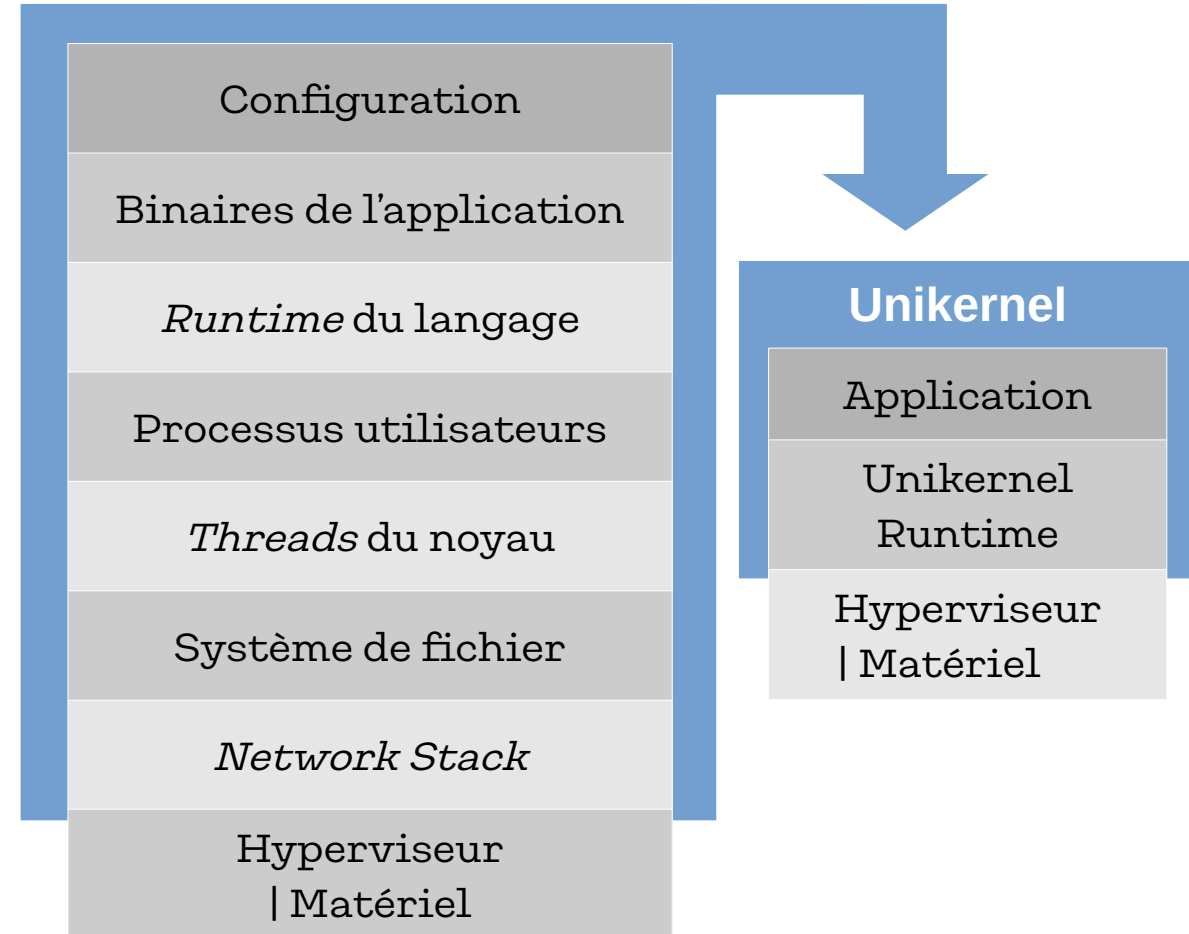 Configuration
Binaires de l’application
Runtime du langage
Processus utilisateurs
Threads du noyau
Système de fichier
Network Stack
Hyperviseur
| Matériel
Unikernel
Application
Unikernel
Runtime
Hyperviseur
| Matériel